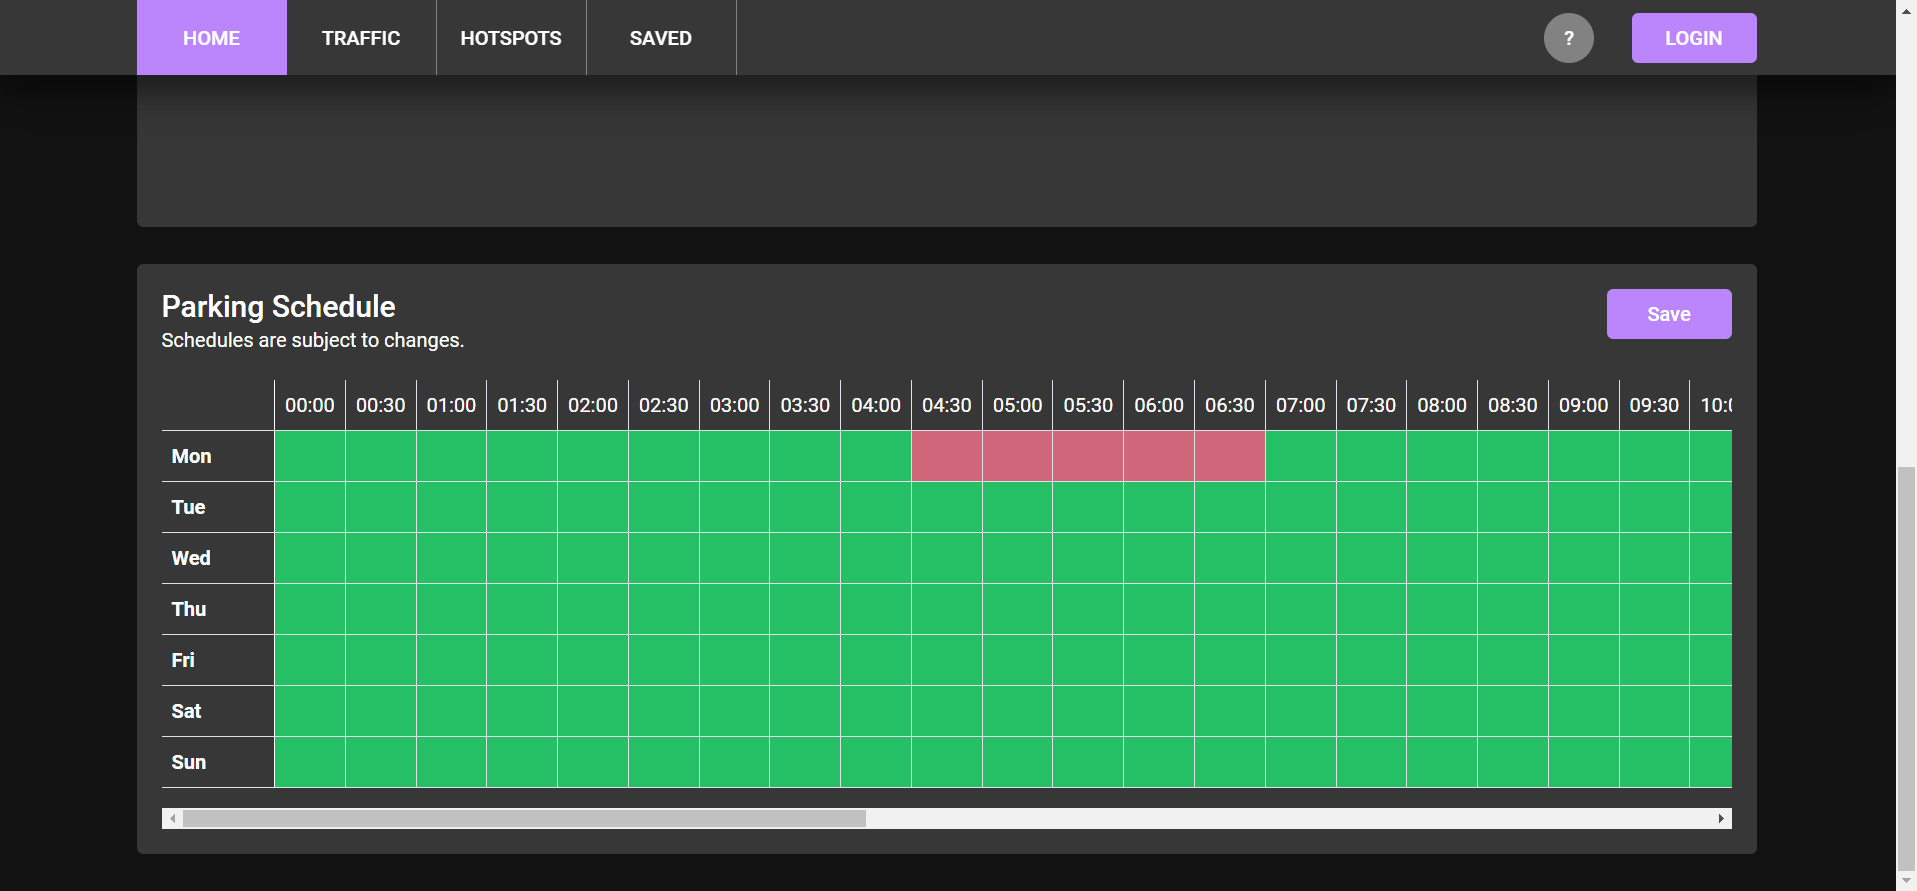 HOME TRAFFIC HOTSPOTS SAVED ? LOGIN
Parking Schedule
Save
Schedules are subject to changes.
00:00 00:30 01:00 01:30 02:00 02:30 03:00 03:30 04:00 04:30 05:00 05:30 06:00 06:30 07:00 07:30 08:00 08:30 09:00 09:30
Mon
Tue
Wed
Thu
Fri
Sat
Sun